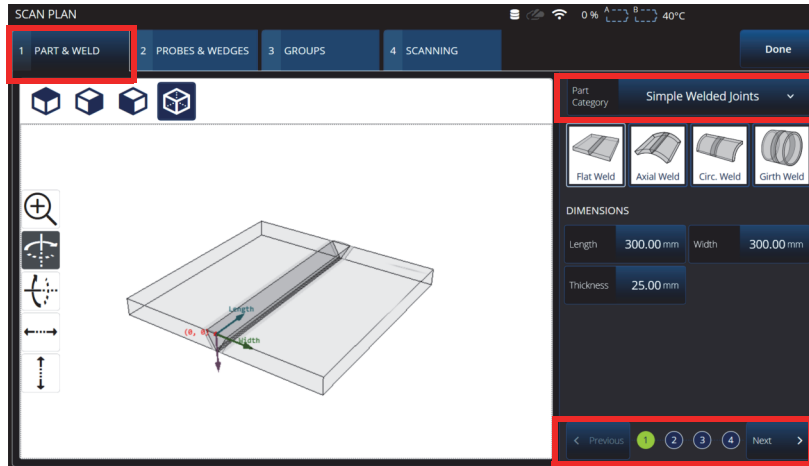 SCAN PLAN
0 % A B 40°C
1 PART & WELD 2 PROBES & WEDGES 3 GROUPS 4 SCANNING Done
Part Category Simple Welded Joints
Flat Weld Axial Weld Circ. Weld Girth Weld
DIMENSIONS
Length 300.00 mm Width 300.00 mm
Thickness 25.00 mm
Length
(0, 0) Width
Previous 1 2 3 4 Next